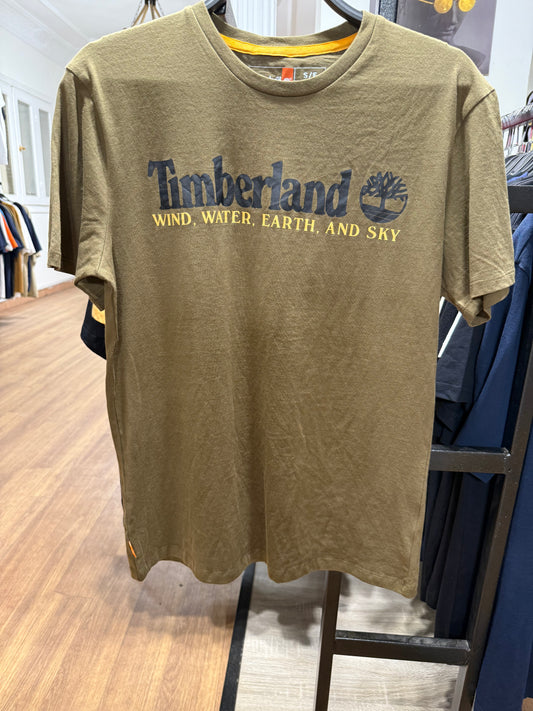 S/P
Timberland
WIND, WATER, EARTH, AND SKY